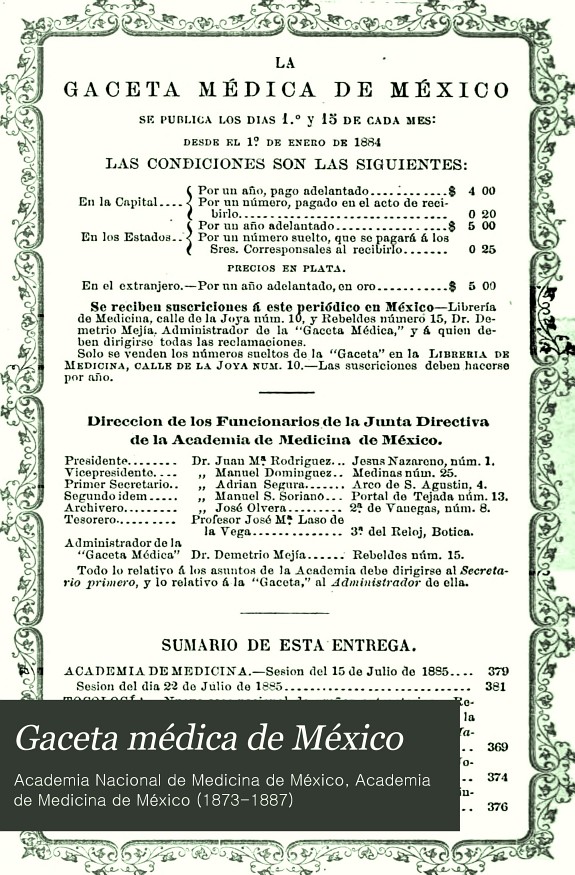 LA
GACETA MÉDICA DE MÉXICO
SE PUBLICA LOS DIAS 1.º y 15 DE CADA MES:
DESDE EL 1º DE ENERO DE 1884
LAS CONDICIONES SON LAS SIGUIENTES:
En la Capital.... Por un año, pago adelantado............$ 4 00
Por un número, pagado en el acto de reci-
birlo............................ 0 20
En los Estados.. Por un año adelantado................$ 5 00
Por un número suelto, que se pagará á los
Sres. Corresponsales al recibirlo....... 0 25
PRECIOS EN PLATA.
En el extranjero.—Por un año adelantado, en oro......$ 5 00
Se reciben suscriciones á este periódico en México—Librería
de Medicina, calle de la Joya núm. 10, y Rebeldes número 15, Dr. De-
metrio Mejía, Administrador de la "Gaceta Médica," y á quien de-
ben dirigirse todas las reclamaciones.
Solo se venden los números sueltos de la "Gaceta" en la LIBRERIA DE
MEDICINA, CALLE DE LA JOYA NUM. 10.—Las suscriciones deben hacerse
por año.
Direccion de los Funcionarios de la Junta Directiva
de la Academia de Medicina de México.
Presidente........ Dr. Juan Mª Rodriguez... Jesus Nazareno, núm. 1.
Vicepresidente.... „ Manuel Dominguez.. Medinas núm. 25.
Primer Secretario.. „ Adrian Segura...... Arco de S. Agustin, 4.
Segundo idem..... „ Manuel S. Soriano... Portal de Tejada núm. 13.
Archivero......... „ José Olvera......... 2ª de Vanegas, núm. 8.
Tesorero.......... Profesor José Mª Laso de
la Vega.............. 3ª del Reloj, Botica.
Administrador de la
"Gaceta Médica" Dr. Demetrio Mejía...... Rebeldes núm. 15.
Todo lo relativo á los asuntos de la Academia debe dirigirse al Secreta-
rio primero, y lo relativo á la "Gaceta," al Administrador de ella.
SUMARIO DE ESTA ENTREGA.
ACADEMIA DE MEDICINA.—Sesion del 15 de Julio de 1885.... 379
Sesion del dia 22 de Julio de 1885......................... 381
Re-
la
369
374
376
Gaceta médica de México
Academia Nacional de Medicina de México, Academia
de Medicina de México (1873-1887)